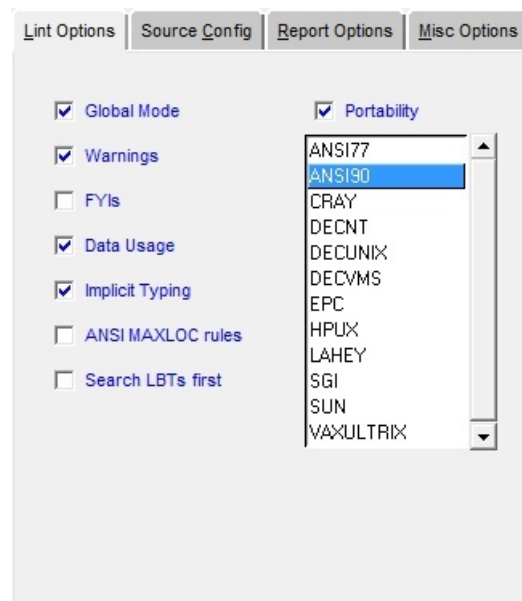 Lint Options Source Config Report Options Misc Options
Global Mode
Warnings
FYIs
Data Usage
Implicit Typing
ANSI MAXLOC rules
Search LBTs first
Portability
ANSI77
ANSI90
CRAY
DECNT
DECUNIX
DECVMS
EPC
HPUX
LAHEY
SGI
SUN
VAXULTRIX